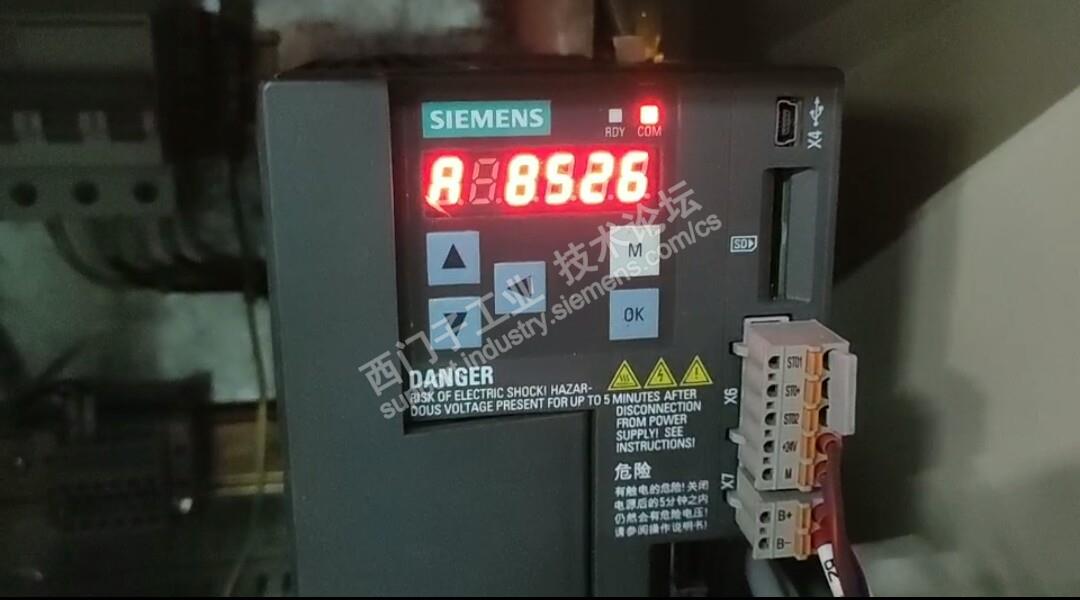 SIEMENS
RDY COM
A 8526
X4
M
SD
OK
西门子工业 技术论坛
support.industry.siemens.com/cs
DANGER
RISK OF ELECTRIC SHOCK! HAZAR-
DOUS VOLTAGE PRESENT FOR UP TO 5 MINUTES AFTER
DISCONNECTION
FROM POWER
SUPPLY! SEE
INSTRUCTIONS!
危险
有触电的危险!关闭
电源后的5分钟之内
仍然会有危险电压!
请参阅操作说明书!
X6
STO1
STO+
STO2
+24V
M
X7
B+
B-
B2